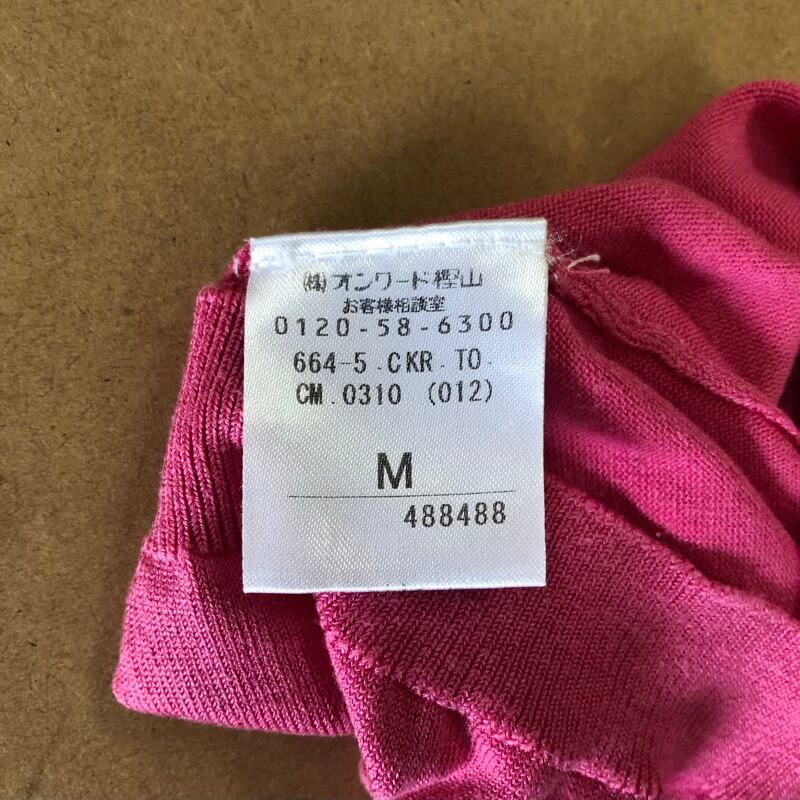 ㈱オンワード樫山
お客様相談室
0120-58-6300
664-5.CKR.TO.
CM.0310 (012)
M
488488